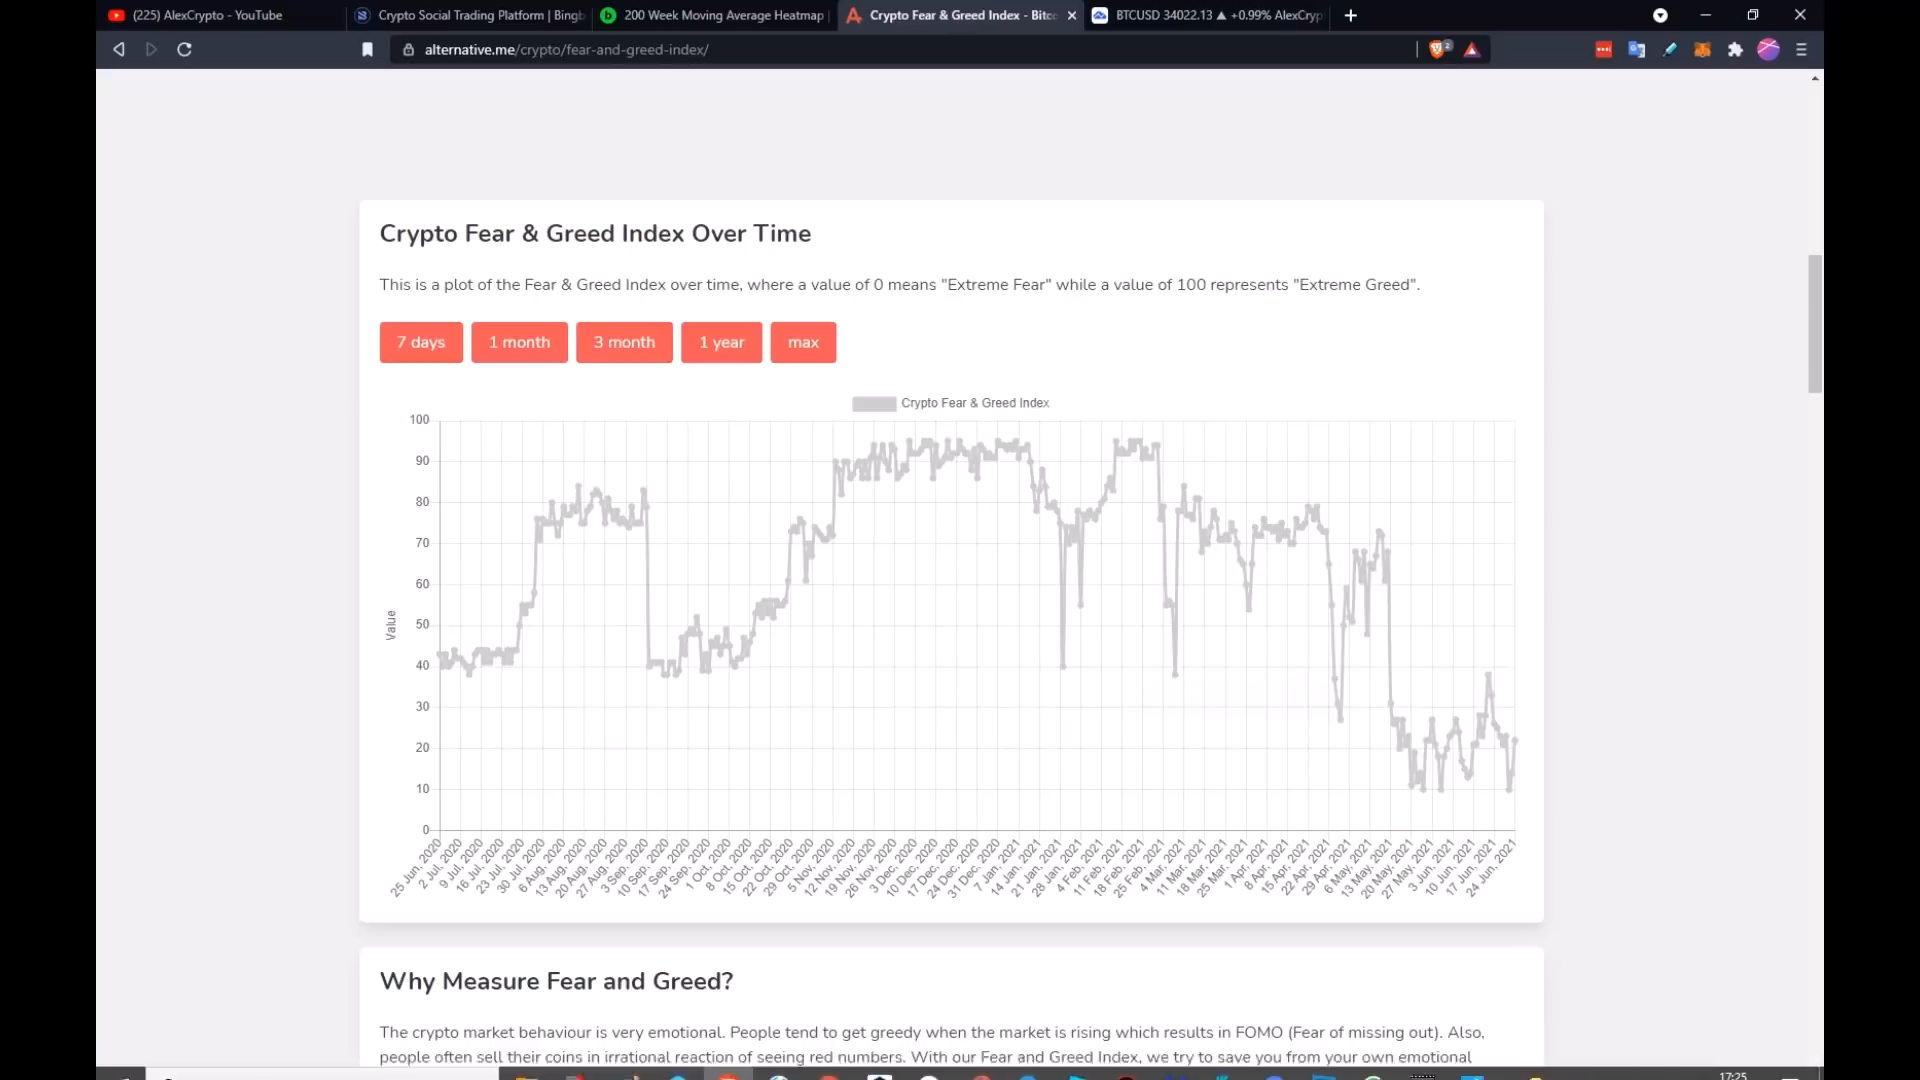 (225) AlexCrypto - YouTube
Crypto Social Trading Platform | Bingb
200 Week Moving Average Heatmap
Crypto Fear & Greed Index - Bitc
BTCUSD 34022.13 ▲ +0.99% AlexCryp
alternative.me/crypto/fear-and-greed-index/
2
Crypto Fear & Greed Index Over Time
This is a plot of the Fear & Greed Index over time, where a value of 0 means "Extreme Fear" while a value of 100 represents "Extreme Greed".
7 days
1 month
3 month
1 year
max
Crypto Fear & Greed Index
100
90
80
70
60
50
40
30
20
10
0
Value
25 Jun, 2020
2 Jul, 2020
9 Jul, 2020
16 Jul, 2020
23 Jul, 2020
30 Jul, 2020
6 Aug, 2020
13 Aug, 2020
20 Aug, 2020
27 Aug, 2020
3 Sep, 2020
10 Sep, 2020
17 Sep, 2020
24 Sep, 2020
1 Oct, 2020
8 Oct, 2020
15 Oct, 2020
22 Oct, 2020
29 Oct, 2020
5 Nov, 2020
12 Nov, 2020
19 Nov, 2020
26 Nov, 2020
3 Dec, 2020
10 Dec, 2020
17 Dec, 2020
24 Dec, 2020
31 Dec, 2020
7 Jan, 2021
14 Jan, 2021
21 Jan, 2021
28 Jan, 2021
4 Feb, 2021
11 Feb, 2021
18 Feb, 2021
25 Feb, 2021
4 Mar, 2021
11 Mar, 2021
18 Mar, 2021
25 Mar, 2021
1 Apr, 2021
8 Apr, 2021
15 Apr, 2021
22 Apr, 2021
29 Apr, 2021
6 May, 2021
13 May, 2021
20 May, 2021
27 May, 2021
3 Jun, 2021
10 Jun, 2021
17 Jun, 2021
24 Jun, 2021
Why Measure Fear and Greed?
The crypto market behaviour is very emotional. People tend to get greedy when the market is rising which results in FOMO (Fear of missing out). Also,
people often sell their coins in irrational reaction of seeing red numbers. With our Fear and Greed Index, we try to save you from your own emotional
17:25